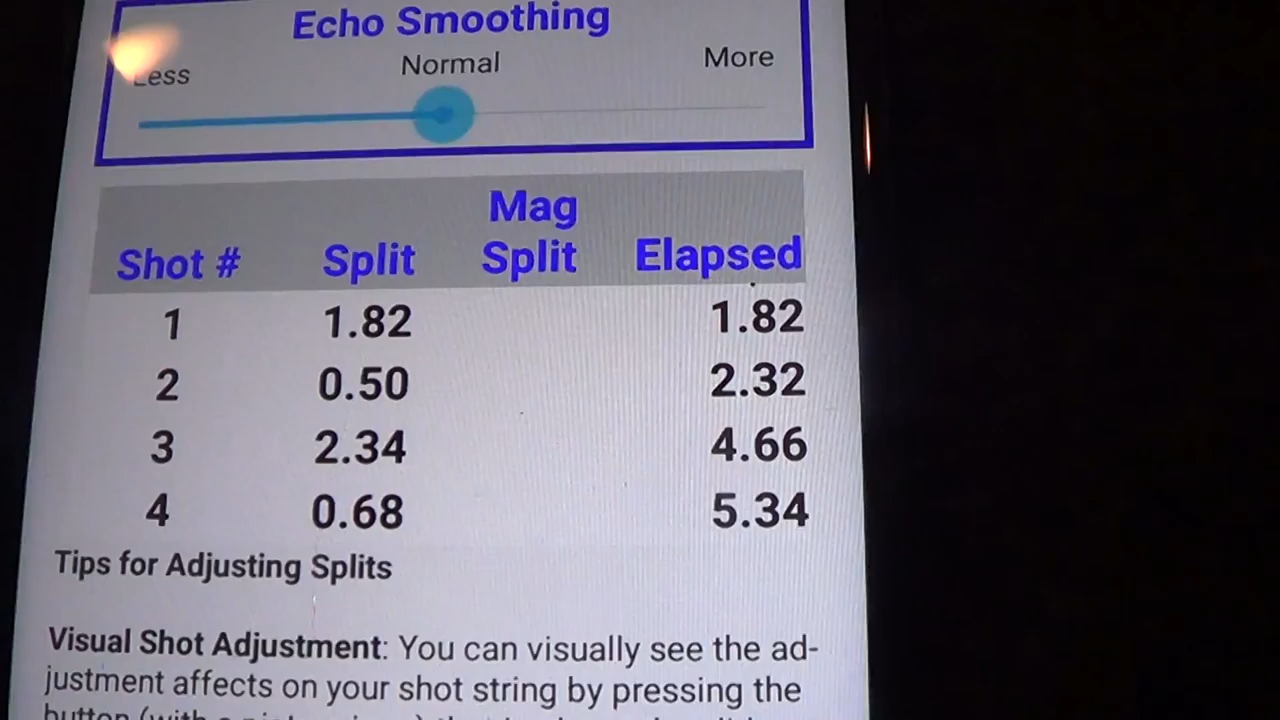 Echo Smoothing
Less Normal More
Mag
Shot # Split Split Elapsed
1 1.82 1.82
2 0.50 2.32
3 2.34 4.66
4 0.68 5.34
Tips for Adjusting Splits
Visual Shot Adjustment: You can visually see the ad-
justment affects on your shot string by pressing the
button (with a